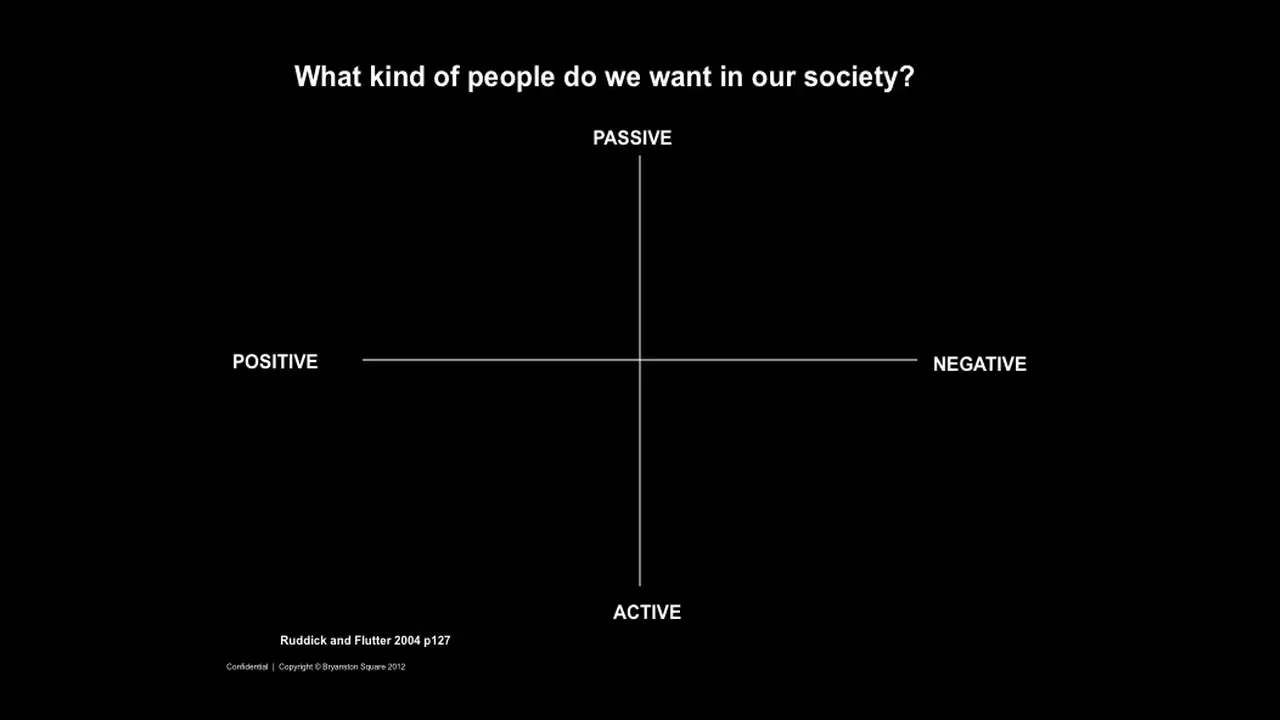 What kind of people do we want in our society?
PASSIVE
POSITIVE
NEGATIVE
ACTIVE
Ruddick and Flutter 2004 p127
Confidential | Copyright © Bryanston Square 2012